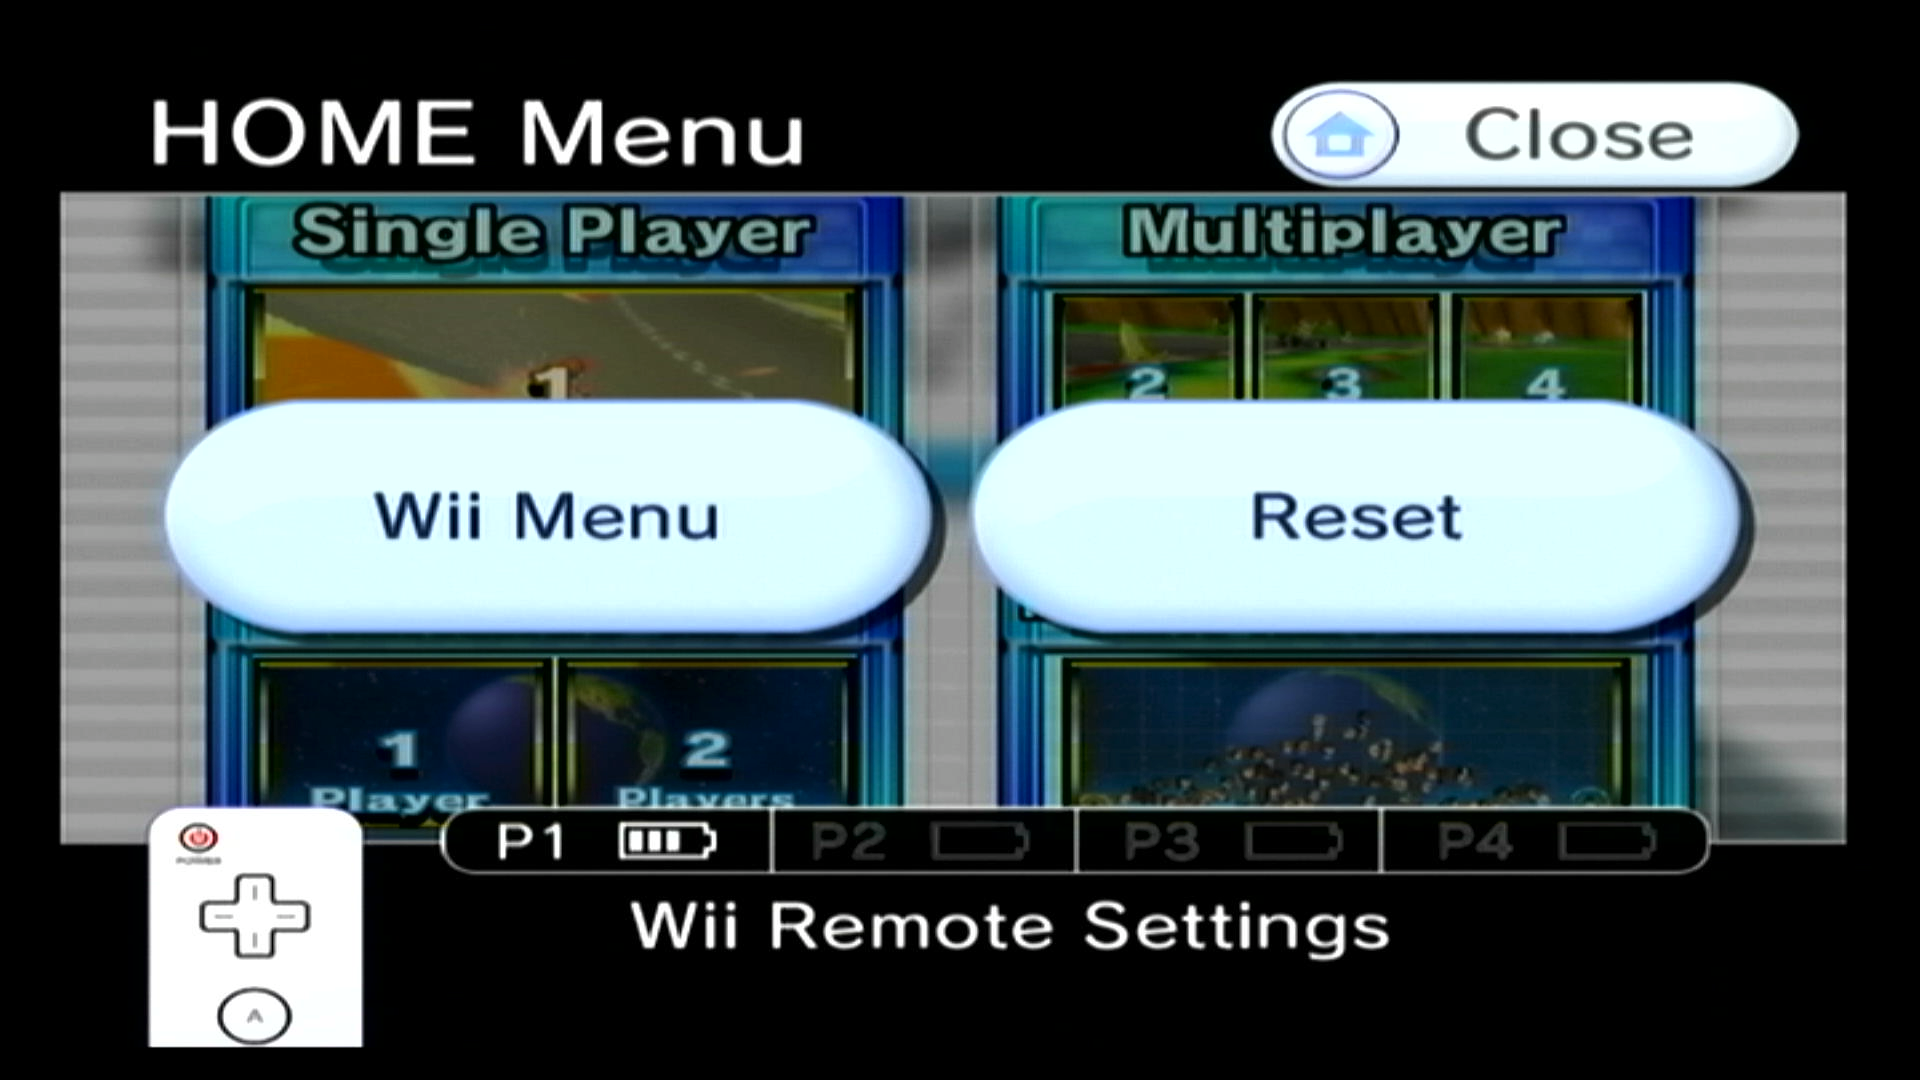 HOME Menu
Close
Single Player
Multiplayer
1
2 3 4
Wii Menu
Reset
1 Player
2 Players
POWER
P1 P2 P3 P4
Wii Remote Settings
A